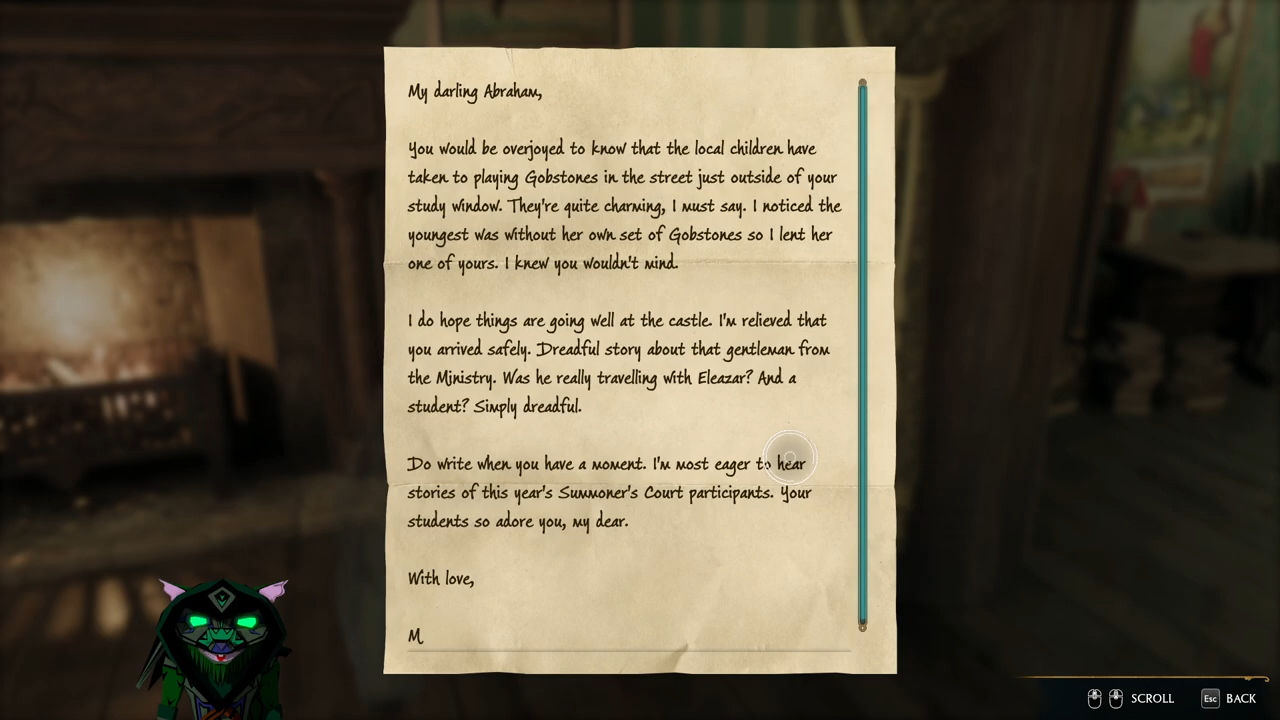 My darling Abraham,
You would be overjoyed to know that the local children have
taken to playing Gobstones in the street just outside of your
study window. They're quite charming, I must say. I noticed the
youngest was without her own set of Gobstones so I lent her
one of yours. I knew you wouldn't mind.
I do hope things are going well at the castle. I'm relieved that
you arrived safely. Dreadful story about that gentleman from
the Ministry. Was he really travelling with Eleazar? And a
student? Simply dreadful.
Do write when you have a moment. I'm most eager to hear
stories of this year's Summoner's Court participants. Your
students so adore you, my dear.
With love,
M
SCROLL
Esc BACK